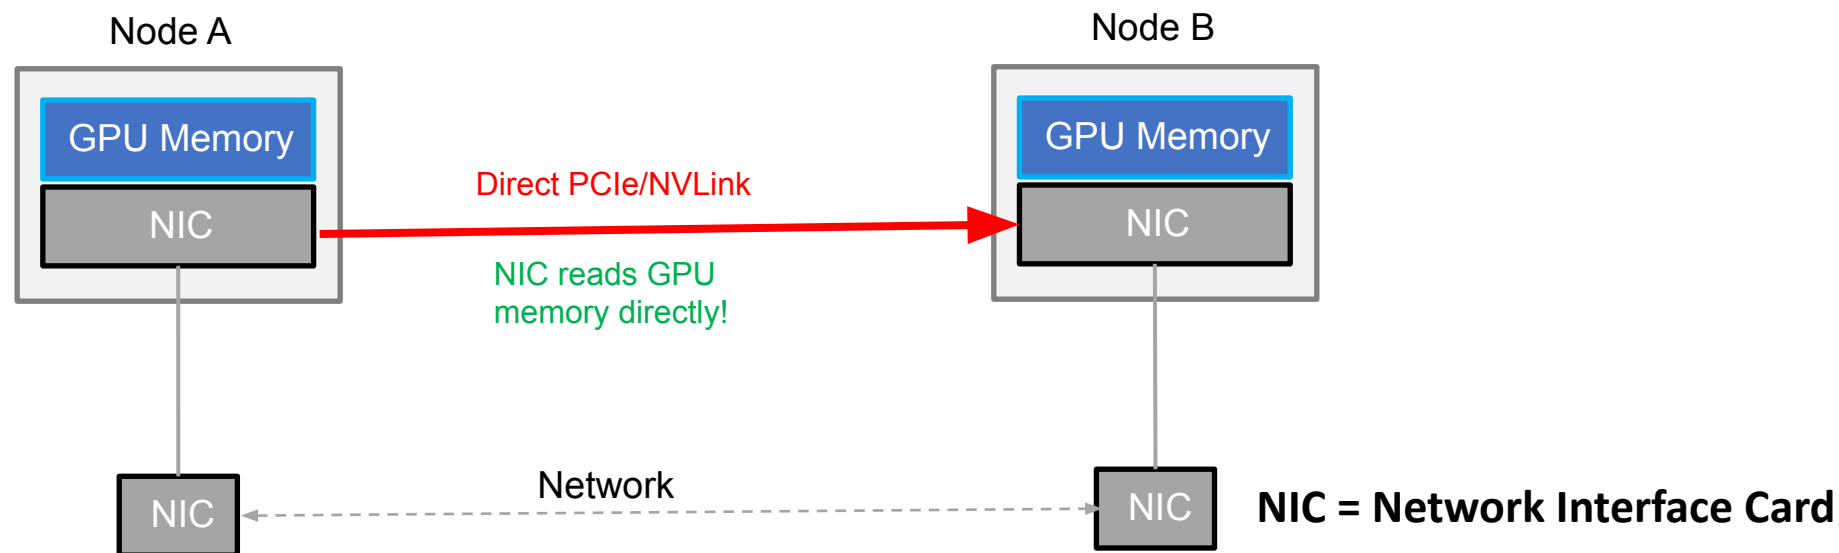 Node A
Node B
GPU Memory
GPU Memory
NIC
NIC
Direct PCIe/NVLink
NIC reads GPU
memory directly!
Network
NIC
NIC
NIC = Network Interface Card